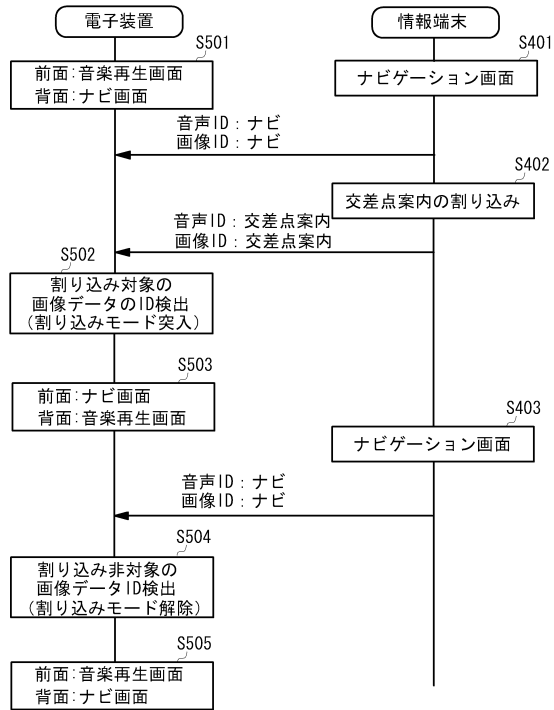 電子装置
情報端末
S501
前面:音楽再生画面
背面:ナビ画面
S401
ナビゲーション画面
音声ID：ナビ
画像ID：ナビ
S402
交差点案内の割り込み
音声ID：交差点案内
画像ID：交差点案内
S502
割り込み対象の
画像データのID検出
(割り込みモード突入)
S503
前面:ナビ画面
背面:音楽再生画面
S403
ナビゲーション画面
音声ID：ナビ
画像ID：ナビ
S504
割り込み非対象の
画像データID検出
(割り込みモード解除)
S505
前面:音楽再生画面
背面:ナビ画面